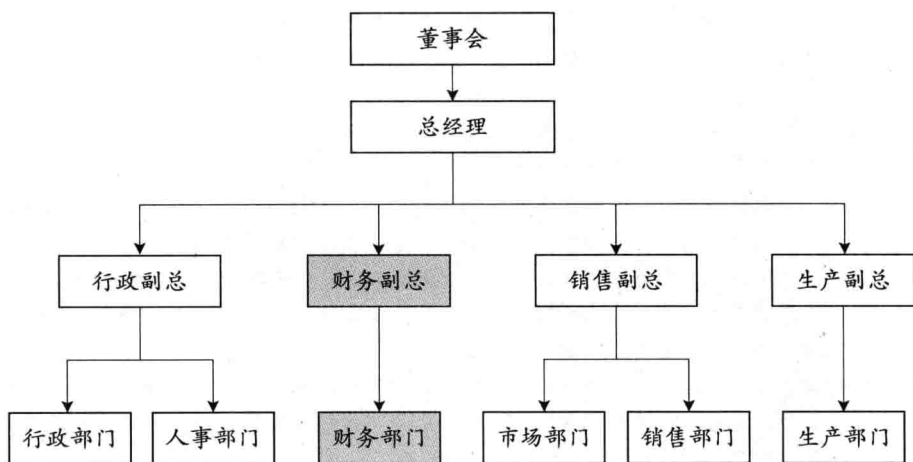 董事会
总经理
行政副总
财务副总
销售副总
生产副总
行政部门
人事部门
财务部门
市场部门
销售部门
生产部门